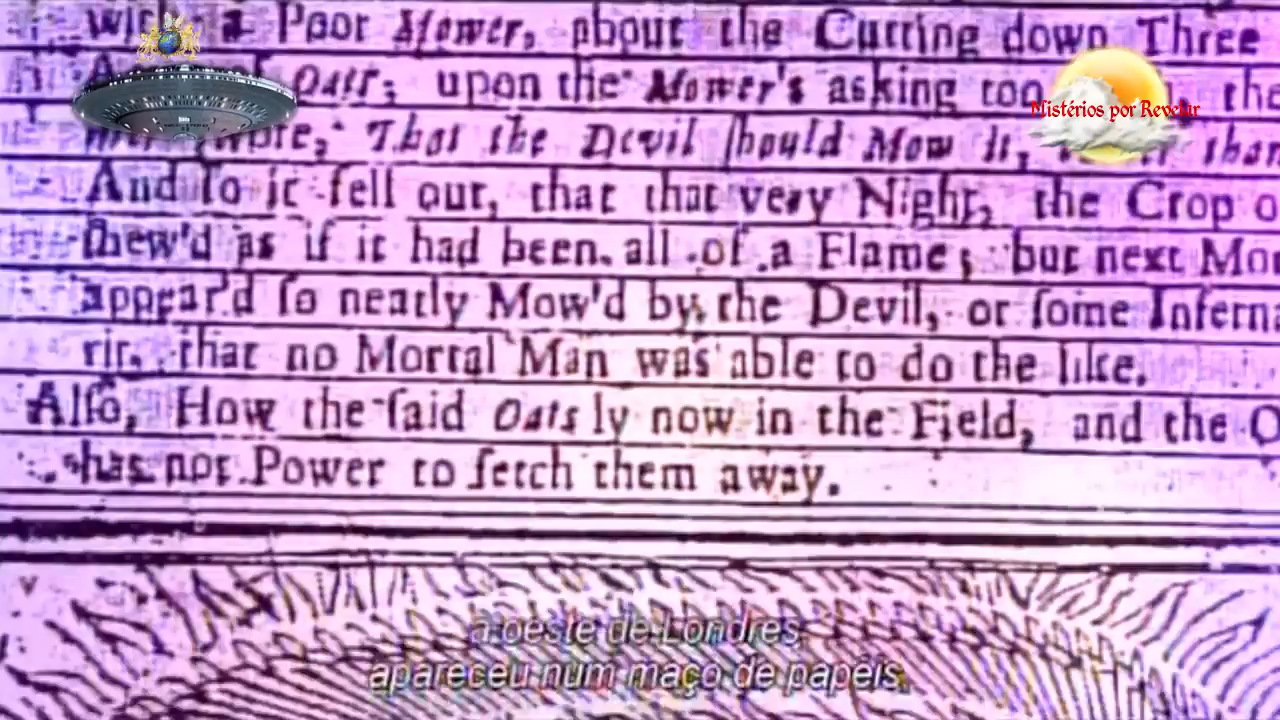 with a Poor Mower, about the Cutting down Three
Oats; upon the Mower's asking too
That the Devil ſhould Mow it,
And ſo it fell out, that that very Night, the Crop o
ſhew'd as if it had been all of a Flame; but next Mor
appear'd ſo neatly Mow'd by the Devil, or ſome Inferna
rit, that no Mortal Man was able to do the like.
Alſo, How the ſaid Oats ly now in the Field, and the O
has not Power to fetch them away.
Mistérios por Revelar
a oeste de Londres
apareceu num maço de papéis,